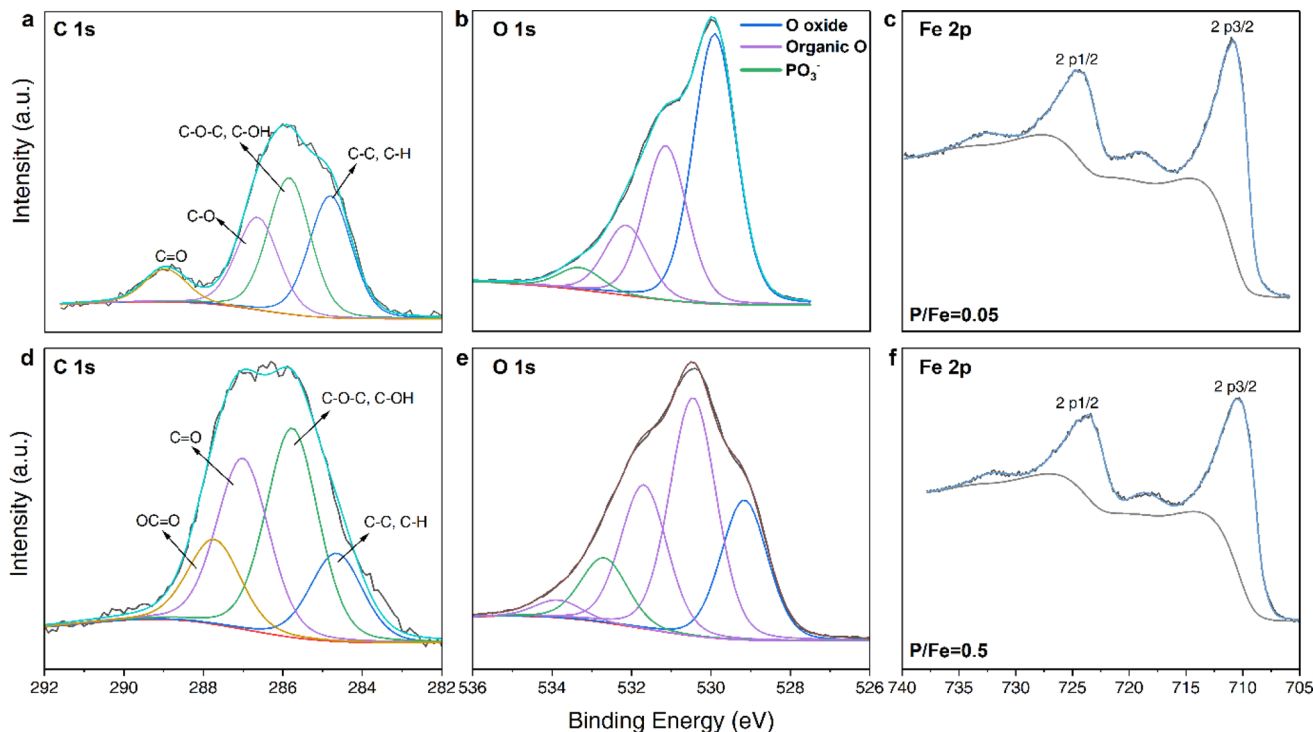 a
C 1s
C-O-C, C-OH
C-C, C-H
C-O
C=O
Intensity (a.u.)
b
O 1s
O oxide
Organic O
PO₃⁻
c
Fe 2p
2 p1/2
2 p3/2
P/Fe=0.05
d
C 1s
C-O-C, C-OH
C=O
OC=O
C-C, C-H
Intensity (a.u.)
292 290 288 286 284 282
e
O 1s
536 534 532 530 528 526
f
Fe 2p
2 p1/2
2 p3/2
P/Fe=0.5
740 735 730 725 720 715 710 705
Binding Energy (eV)